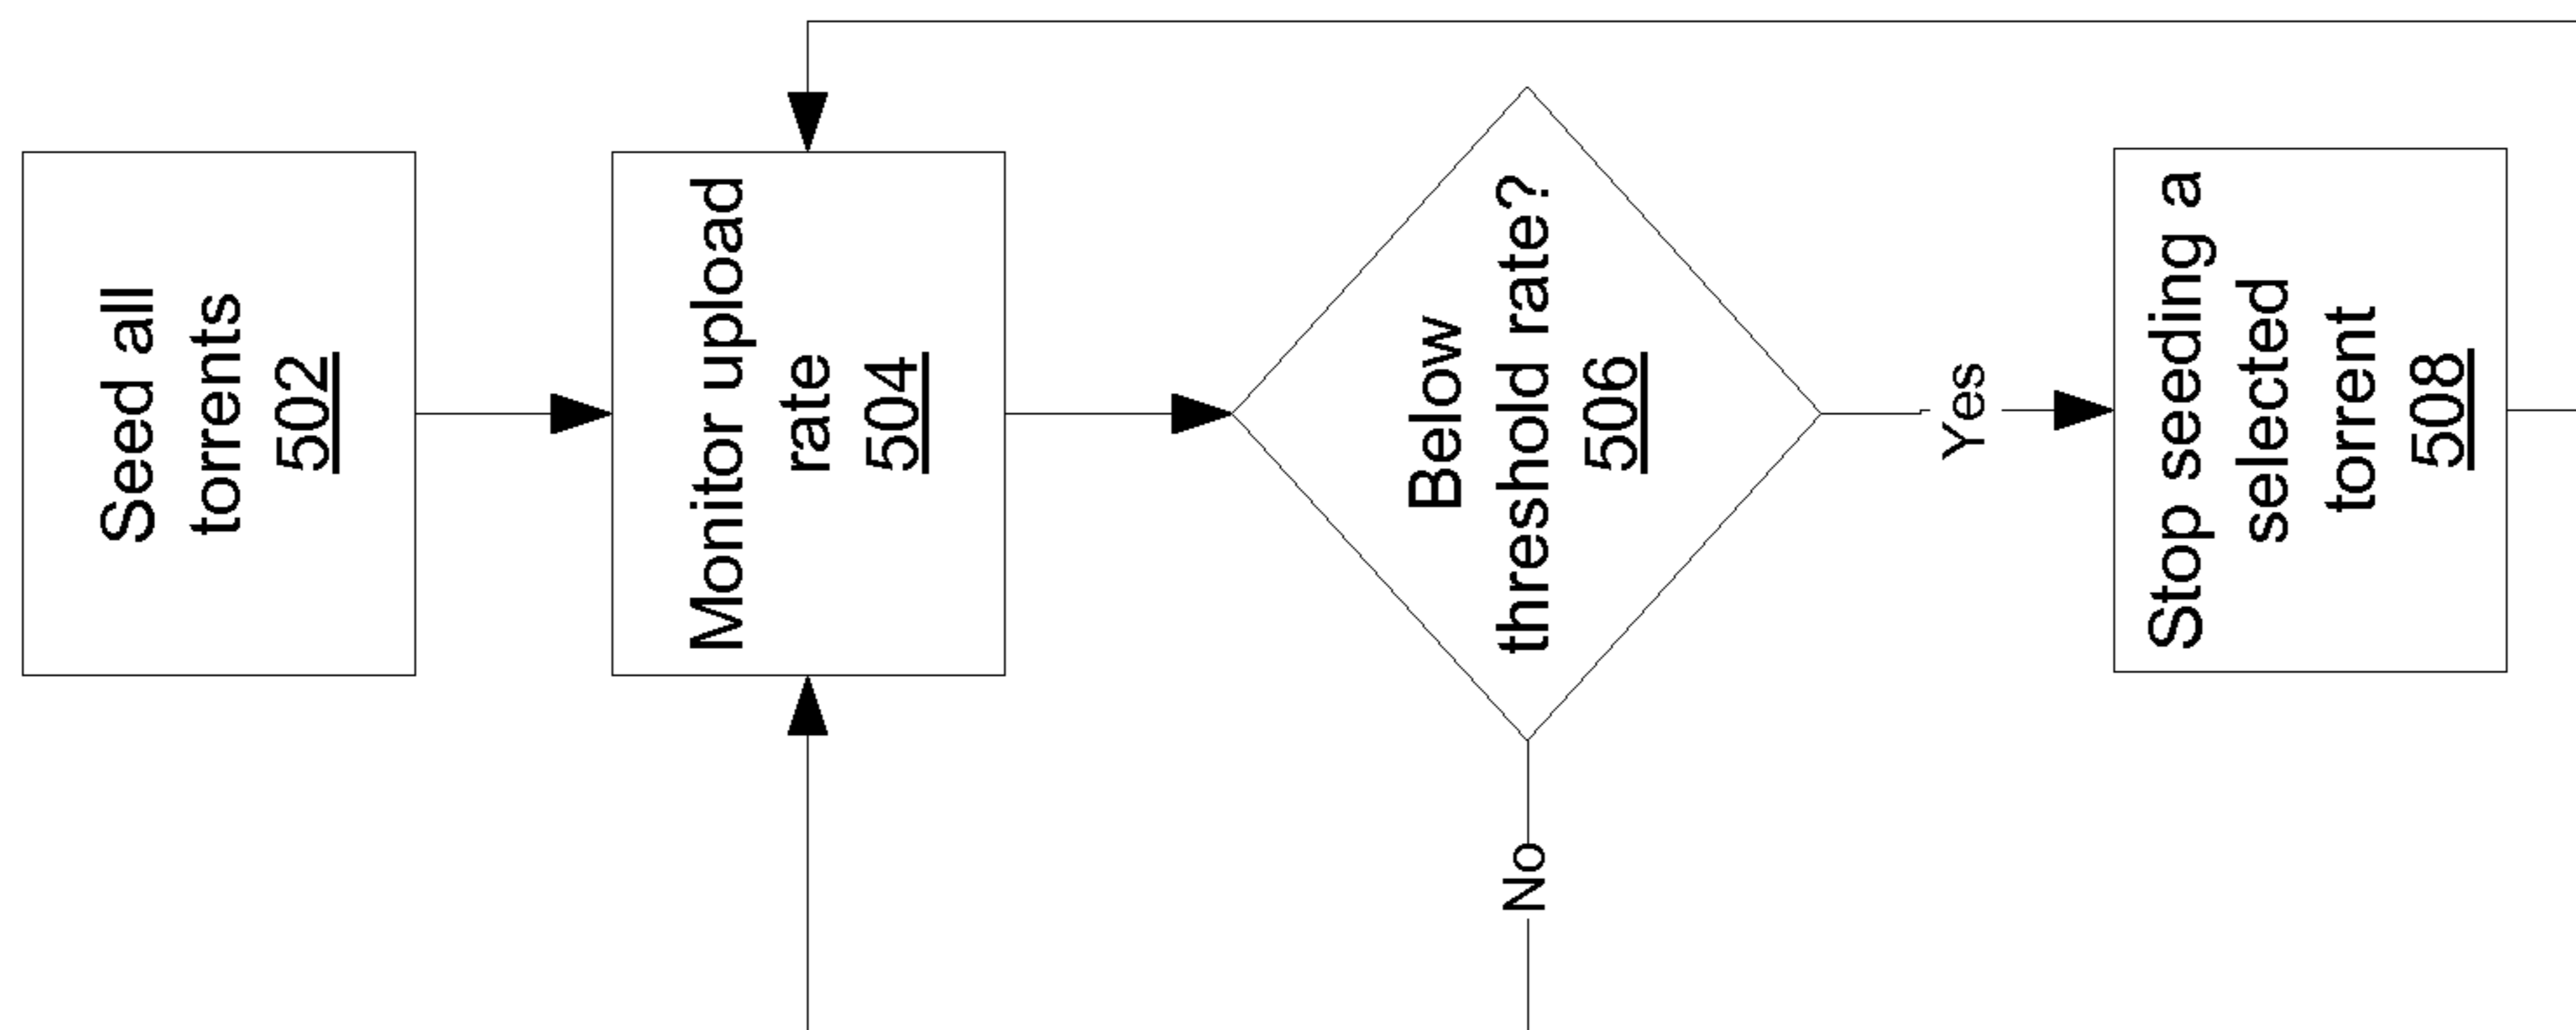 Seed all
torrents
502
Monitor upload
rate
504
Below
threshold rate?
506
No
Yes
Stop seeding a
selected
torrent
508